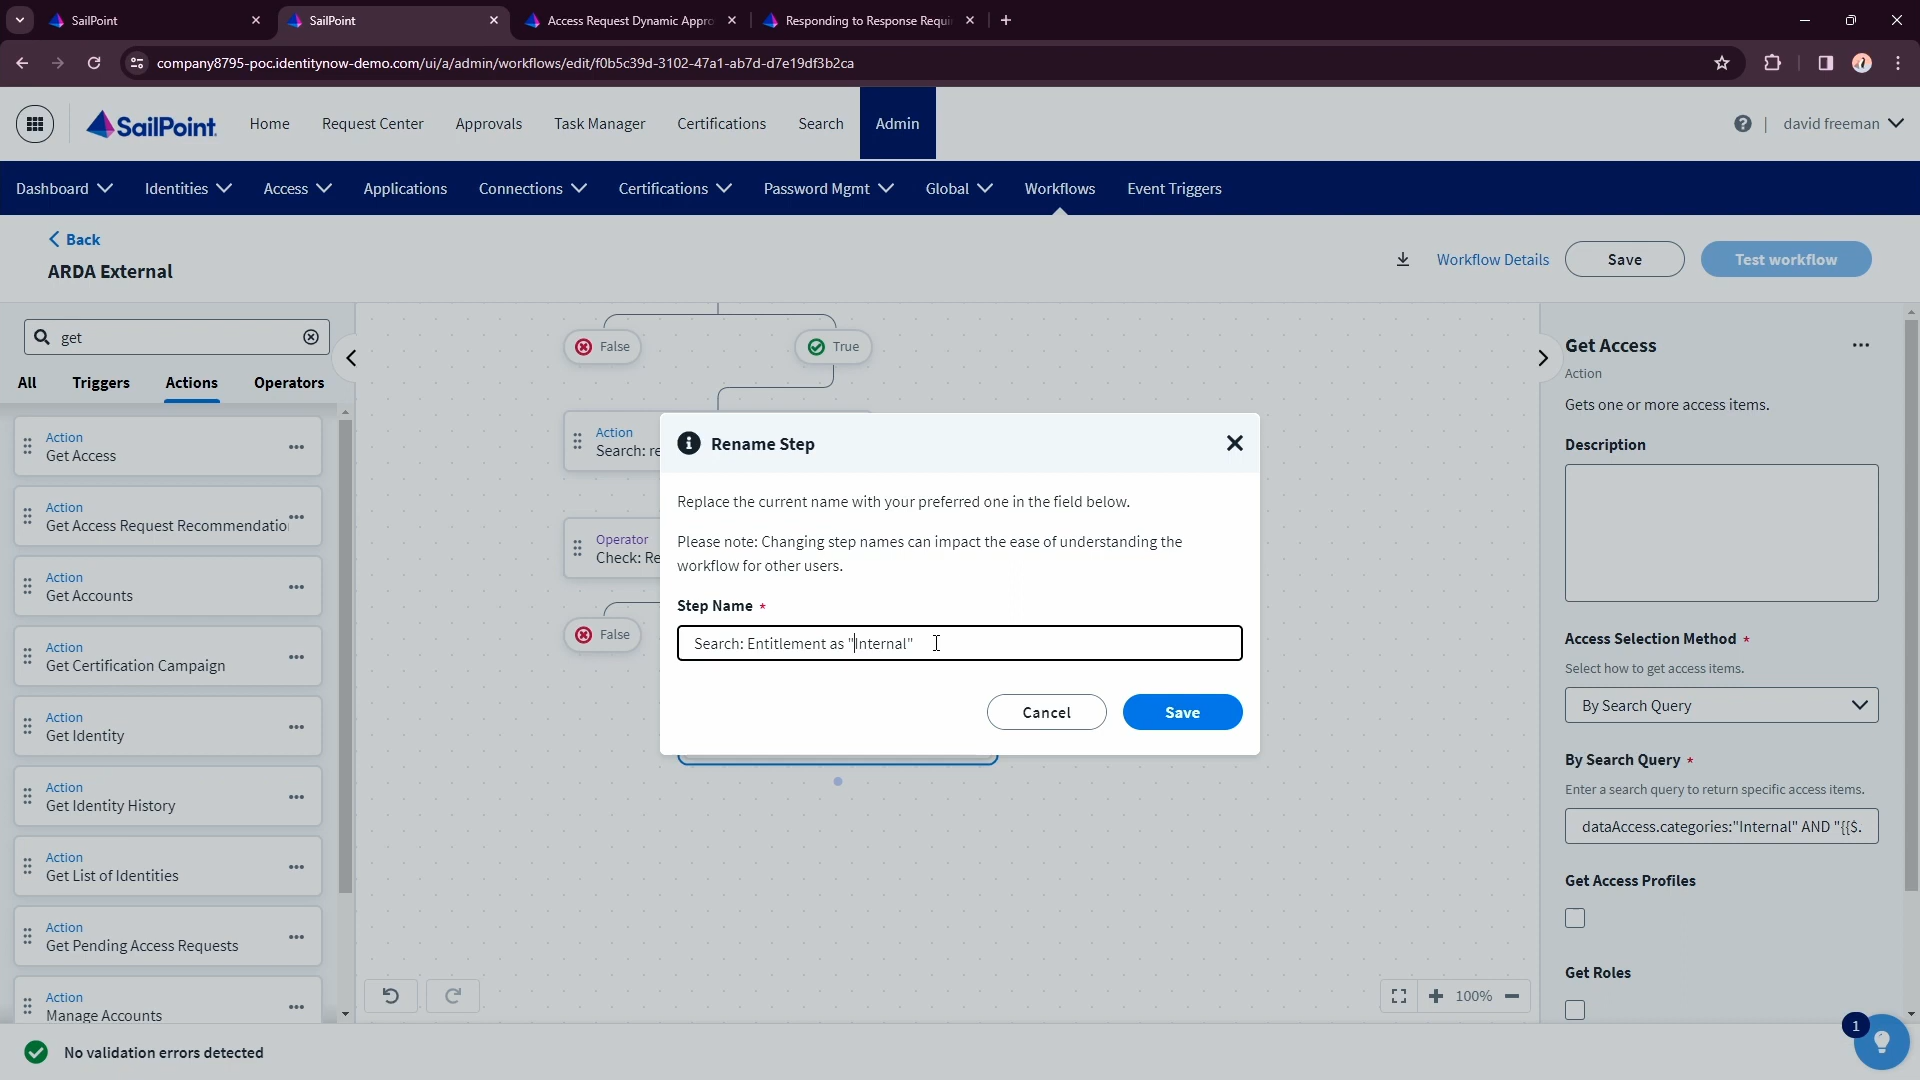 SailPoint
SailPoint
Access Request Dynamic Appro
Responding to Response Requi
company8795-poc.identitynow-demo.com/ui/a/admin/workflows/edit/f0b5c39d-3102-47a1-ab7d-d7e19df3b2ca
SailPoint
Home
Request Center
Approvals
Task Manager
Certifications
Search
Admin
david freeman
Dashboard
Identities
Access
Applications
Connections
Certifications
Password Mgmt
Global
Workflows
Event Triggers
Back
ARDA External
Workflow Details
Save
Test workflow
get
All
Triggers
Actions
Operators
Action
Get Access
Action
Get Access Request Recommendatio
Action
Get Accounts
Action
Get Certification Campaign
Action
Get Identity
Action
Get Identity History
Action
Get List of Identities
Action
Get Pending Access Requests
Action
Manage Accounts
False
True
Action
Search: re
Operator
Check: Re
False
Rename Step
Replace the current name with your preferred one in the field below.
Please note: Changing step names can impact the ease of understanding the
workflow for other users.
Step Name *
Search: Entitlement as "Internal"
Cancel
Save
100%
Get Access
Action
Gets one or more access items.
Description
Access Selection Method *
Select how to get access items.
By Search Query
By Search Query *
Enter a search query to return specific access items.
dataAccess.categories:"Internal" AND "{{$.
Get Access Profiles
Get Roles
1
No validation errors detected